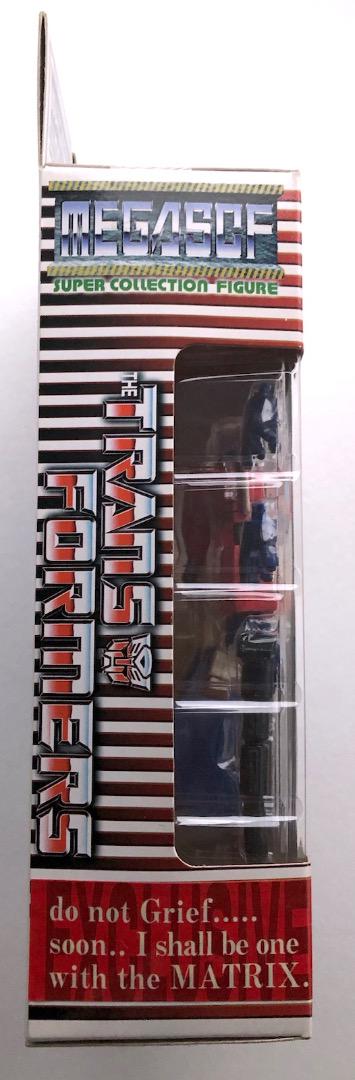 MEGASCF
SUPER COLLECTION FIGURE
THE
TRANS
FORMERS
EXCLUSIVE
do not Grief.....
soon.. I shall be one
with the MATRIX.